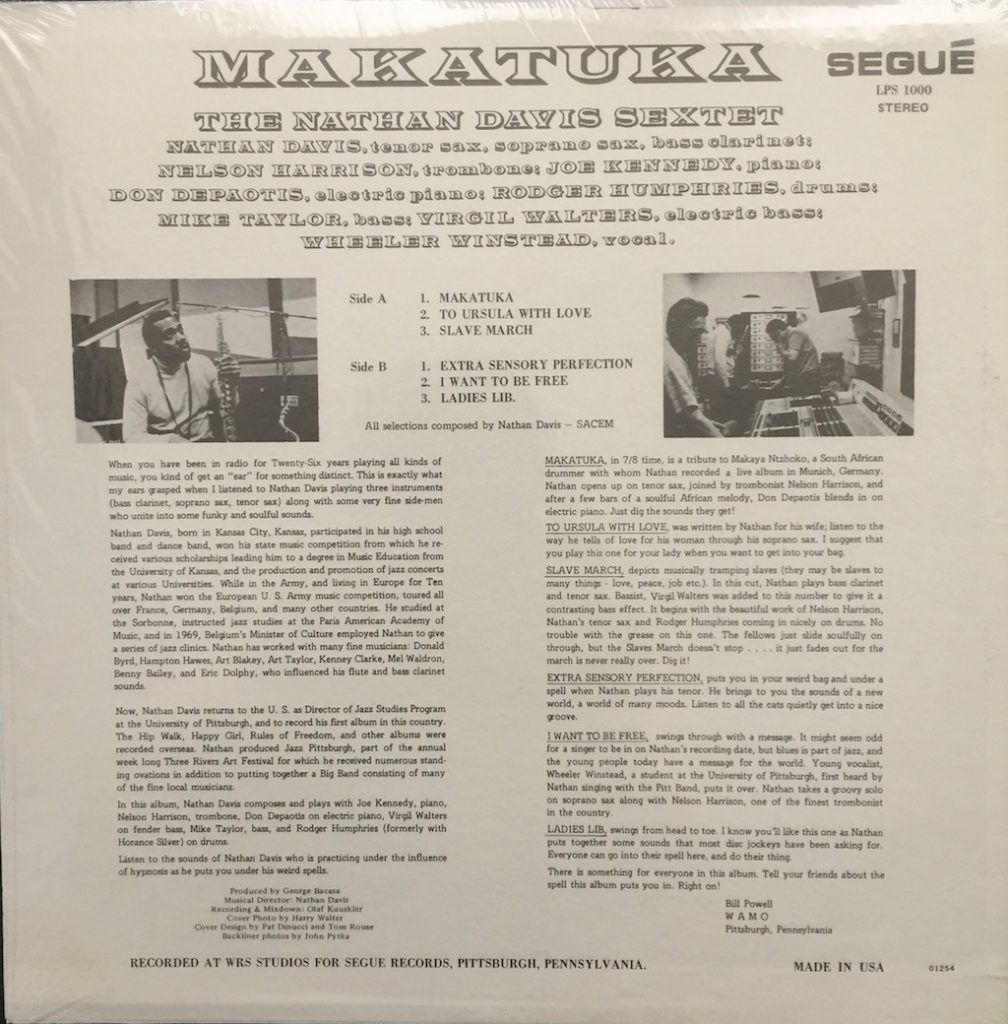 MAKATUKA
SEGUÉ
LPS 1000
STEREO
THE NATHAN DAVIS SEXTET
NATHAN DAVIS, tenor sax, soprano sax, bass clarinet;
NELSON HARRISON, trombone; JOE KENNEDY, piano;
DON DEPAOTIS, electric piano; RODGER HUMPHRIES, drums;
MIKE TAYLOR, bass; VIRGIL WALTERS, electric bass;
WHEELER WINSTEAD, vocal.
Side A 1. MAKATUKA
2. TO URSULA WITH LOVE
3. SLAVE MARCH
Side B 1. EXTRA SENSORY PERFECTION
2. I WANT TO BE FREE
3. LADIES LIB.
All selections composed by Nathan Davis – SACEM
When you have been in radio for Twenty-Six years playing all kinds of
music, you kind of get an "ear" for something distinct. This is exactly what
my ears grasped when I listened to Nathan Davis playing three instruments
(bass clarinet, soprano sax, tenor sax) along with some very fine side-men
who unite into some funky and soulful sounds.
Nathan Davis, born in Kansas City, Kansas, participated in his high school
band and dance band, won his state music competition from which he re-
ceived various scholarships leading him to a degree in Music Education from
the University of Kansas, and the production and promotion of jazz concerts
at various Universities. While in the Army, and living in Europe for Ten
years, Nathan won the European U. S. Army music competition, toured all
over France, Germany, Belgium, and many other countries. He studied at
the Sorbonne, instructed jazz studies at the Paris American Academy of
Music, and in 1969, Belgium's Minister of Culture employed Nathan to give
a series of jazz clinics. Nathan has worked with many fine musicians: Donald
Byrd, Hampton Hawes, Art Blakey, Art Taylor, Kenney Clarke, Mel Waldron,
Benny Bailey, and Eric Dolphy, who influenced his flute and bass clarinet
sounds.
Now, Nathan Davis returns to the U. S. as Director of Jazz Studies Program
at the University of Pittsburgh, and to record his first album in this country.
The Hip Walk, Happy Girl, Rules of Freedom, and other albums were
recorded overseas. Nathan produced Jazz Pittsburgh, part of the annual
week long Three Rivers Art Festival for which he received numerous stand-
ing ovations in addition to putting together a Big Band consisting of many
of the fine local musicians.
In this album, Nathan Davis composes and plays with Joe Kennedy, piano,
Nelson Harrison, trombone, Don Depaotis on electric piano, Virgil Walters
on fender bass, Mike Taylor, bass, and Rodger Humphries (formerly with
Horance Silver) on drums.
Listen to the sounds of Nathan Davis who is practicing under the influence
of hypnosis as he puts you under his weird spells.
Produced by George Bacasa
Musical Director: Nathan Davis
Recording & Mixdown: Olaf Kuuskler
Cover Photo by Harry Walter
Cover Design by Pat Dinucci and Tom Rouse
Backliner photos by John Pytka
MAKATUKA, in 7/8 time, is a tribute to Makaya Ntzhoko, a South African
drummer with whom Nathan recorded a live album in Munich, Germany.
Nathan opens up on tenor sax, joined by trombonist Nelson Harrison, and
after a few bars of a soulful African melody, Don Depaotis blends in on
electric piano. Just dig the sounds they get!
TO URSULA WITH LOVE, was written by Nathan for his wife; listen to the
way he tells of love for his woman through his soprano sax. I suggest that
you play this one for your lady when you want to get into your bag.
SLAVE MARCH, depicts musically tramping slaves (they may be slaves to
many things - love, peace, job etc.). In this cut, Nathan plays bass clarinet
and tenor sax. Bassist, Virgil Walters was added to this number to give it a
contrasting bass effect. It begins with the beautiful work of Nelson Harrison,
Nathan's tenor sax and Rodger Humphries coming in nicely on drums. No
trouble with the grease on this one. The fellows just slide soulfully on
through, but the Slaves March doesn't stop . . . . it just fades out for the
march is never really over. Dig it!
EXTRA SENSORY PERFECTION, puts you in your weird bag and under a
spell when Nathan plays his tenor. He brings to you the sounds of a new
world, a world of many moods. Listen to all the cats quietly get into a nice
groove.
I WANT TO BE FREE, swings through with a message. It might seem odd
for a singer to be in on Nathan's recording date, but blues is part of jazz, and
the young people today have a message for the world. Young vocalist,
Wheeler Winstead, a student at the University of Pittsburgh, first heard by
Nathan singing with the Pitt Band, puts it over. Nathan takes a groovy solo
on soprano sax along with Nelson Harrison, one of the finest trombonist
in the country.
LADIES LIB, swings from head to toe. I know you'll like this one as Nathan
puts together some sounds that most disc jockeys have been asking for.
Everyone can go into their spell here, and do their thing.
There is something for everyone in this album. Tell your friends about the
spell this album puts you in. Right on!
Bill Powell
W A M O
Pittsburgh, Pennsylvania
RECORDED AT WRS STUDIOS FOR SEGUE RECORDS, PITTSBURGH, PENNSYLVANIA.
MADE IN USA
01254